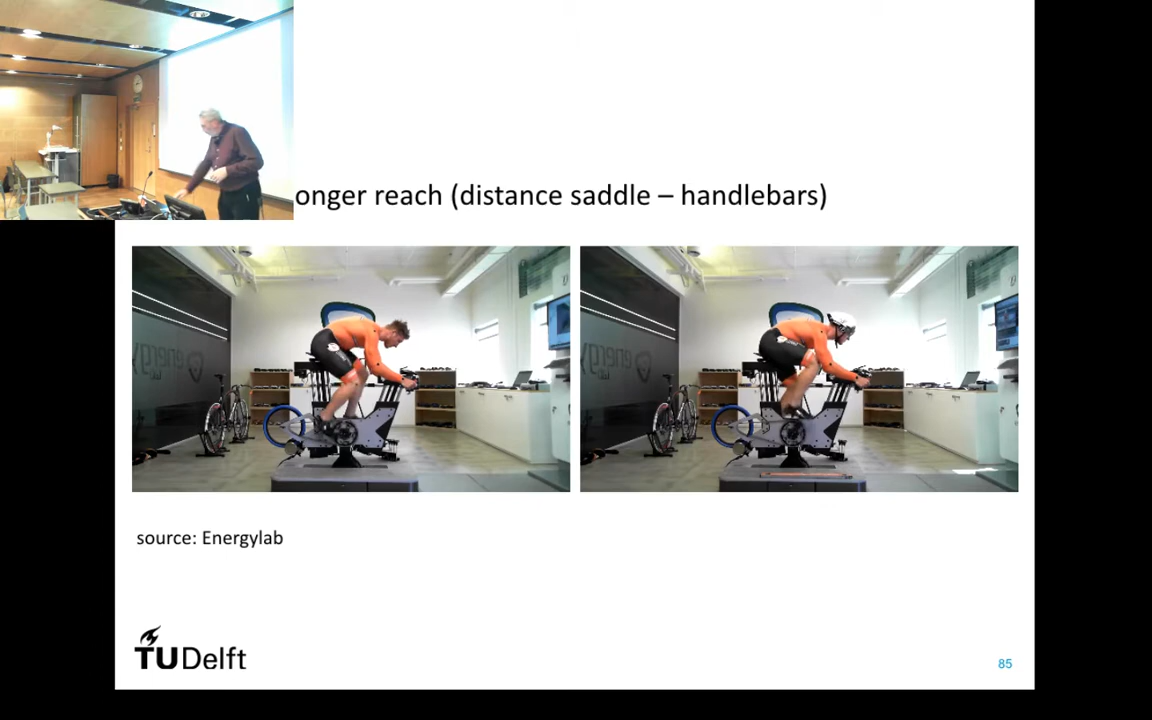 onger reach (distance saddle – handlebars)
source: Energylab
TUDelft
85